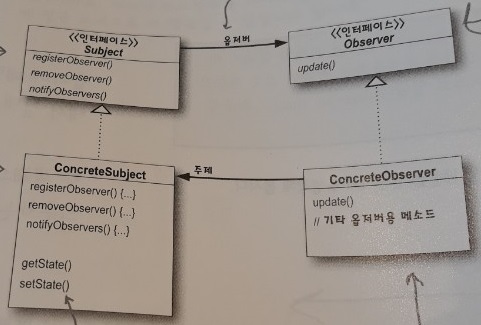 <<인터페이스>>
Subject
registerObserver()
removeObserver()
notifyObservers()
옵저버
<<인터페이스>>
Observer
update()
ConcreteSubject
registerObserver() {...}
removeObserver() {...}
notifyObservers() {...}
getState()
setState()
주제
ConcreteObserver
update()
// 기타 옵저버용 메소드